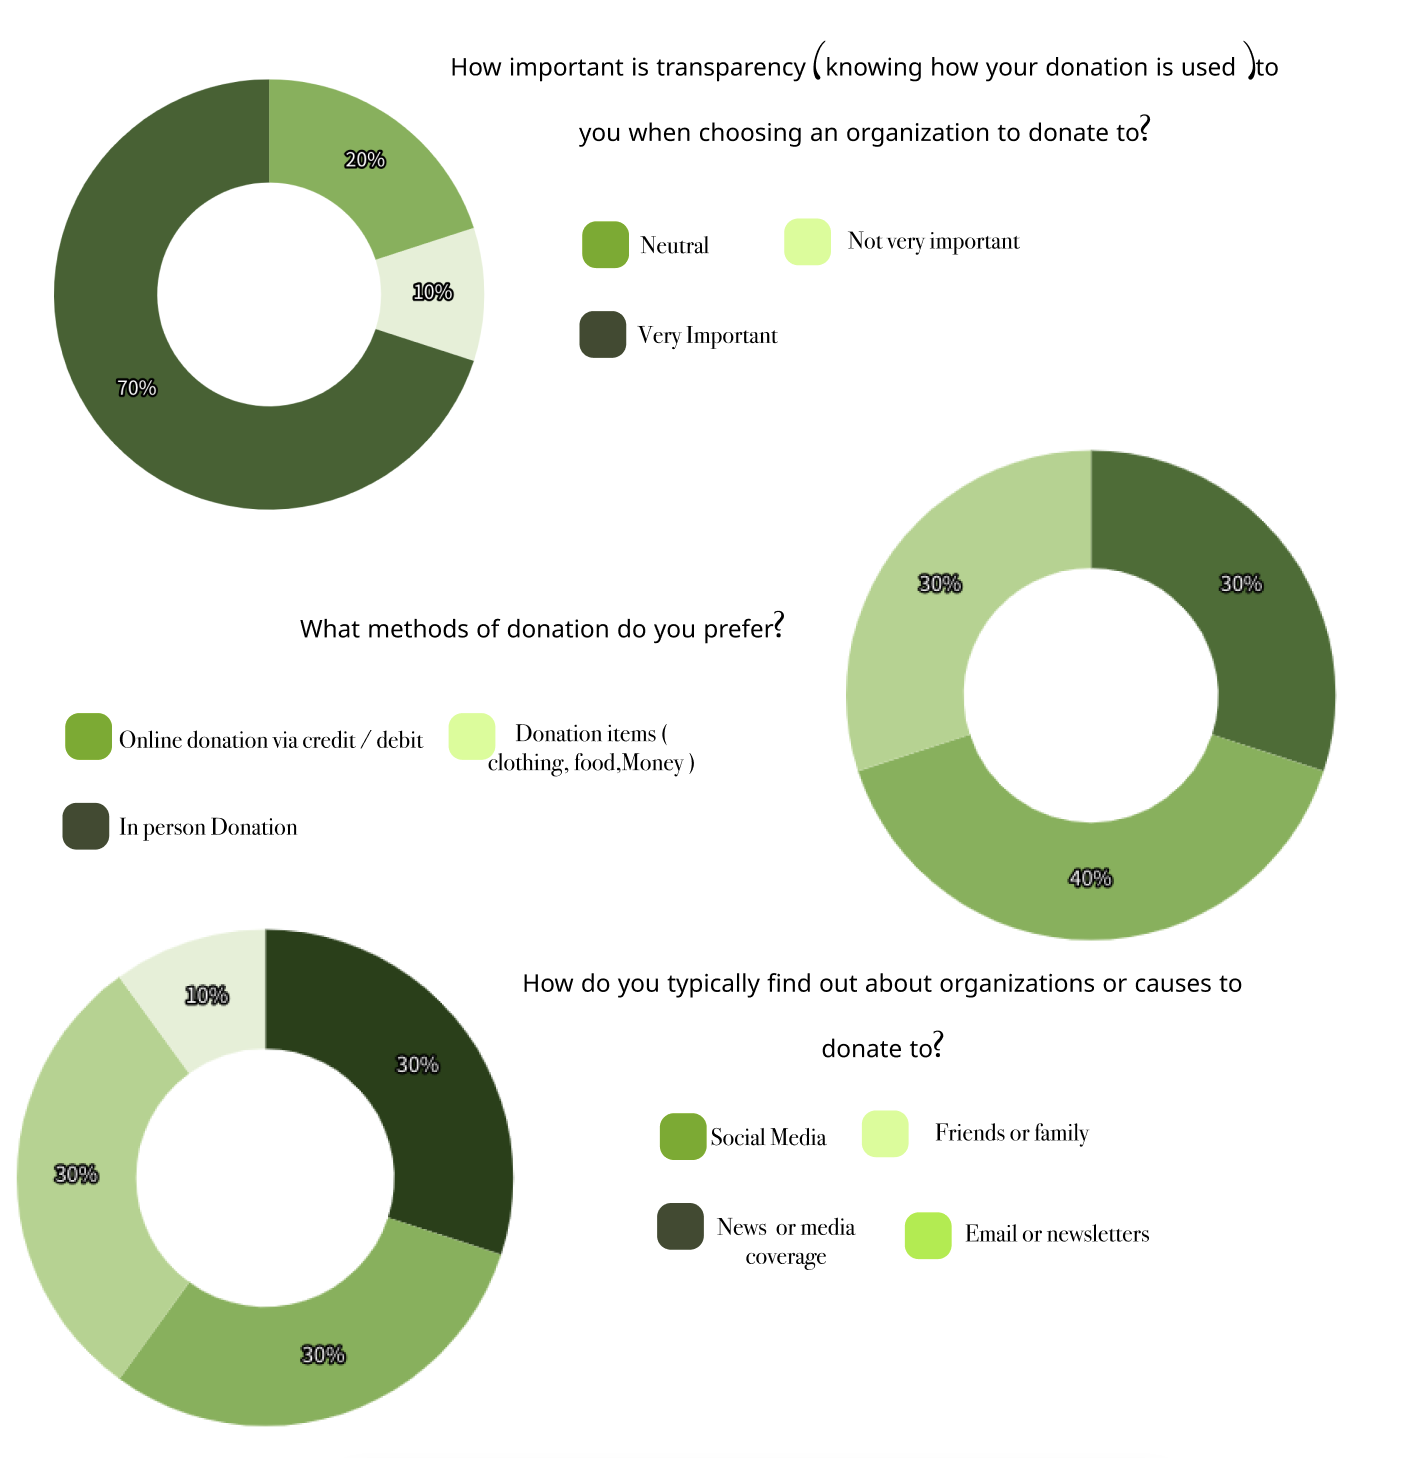 How important is transparency (knowing how your donation is used )to
you when choosing an organization to donate to?
20%
10%
70%
Neutral
Not very important
Very Important
30%
30%
40%
What methods of donation do you prefer?
Online donation via credit / debit
Donation items (
clothing, food,Money )
In person Donation
10%
30%
30%
30%
How do you typically find out about organizations or causes to
donate to?
Social Media
Friends or family
News or media
coverage
Email or newsletters